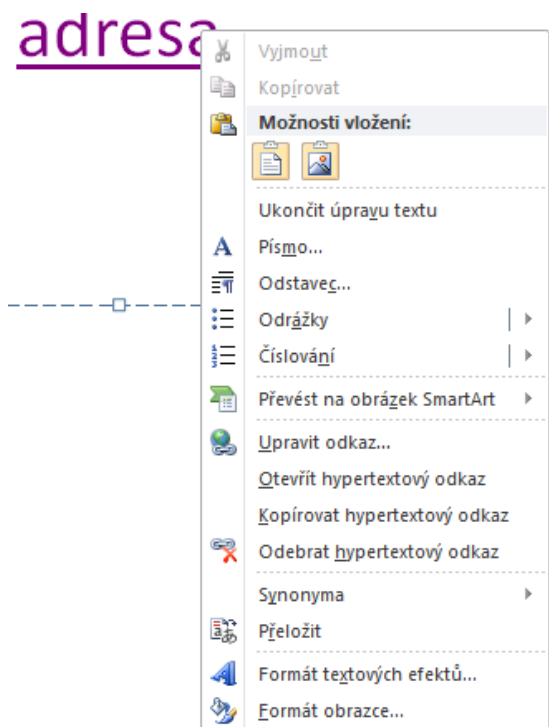 adresa
Vyjmout
Kopírovat
Možnosti vložení:
Ukončit úpravu textu
Písmo...
Odstavec...
Odrážky
Číslování
Převést na obrázek SmartArt
Upravit odkaz...
Otevřít hypertextový odkaz
Kopírovat hypertextový odkaz
Odebrat hypertextový odkaz
Synonyma
Přeložit
Formát textových efektů...
Formát obrazce...